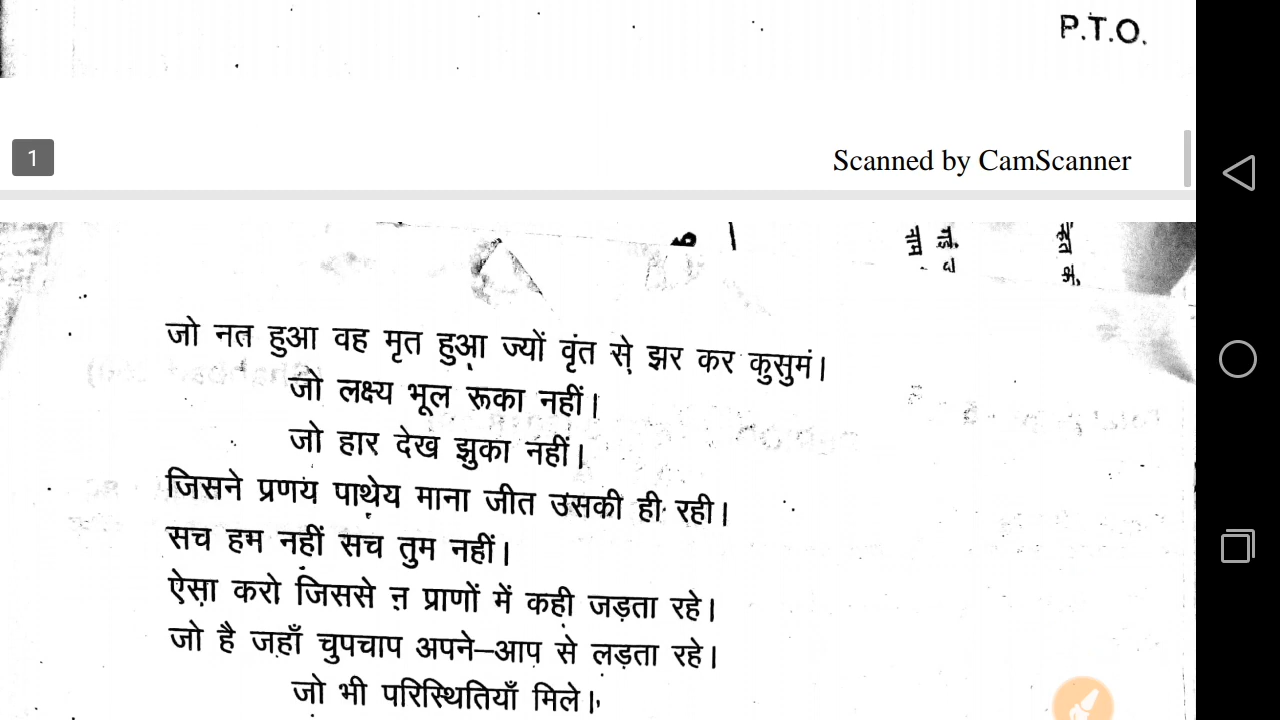 P.T.O.
1
Scanned by CamScanner
जो नत हुआ वह मृत हुआ ज्यों वृंत से झर कर कुसुमं।
जो लक्ष्य भूल रूका नहीं।
जो हार देख झुका नहीं।
जिसने प्रणय पाथेय माना जीत उसकी ही रही।
सच हम नहीं सच तुम नहीं।
ऐसा करो जिससे न प्राणों में कही जड़ता रहे।
जो है जहाँ चुपचाप अपने–आप से लड़ता रहे।
जो भी परिस्थितियाँ मिले।